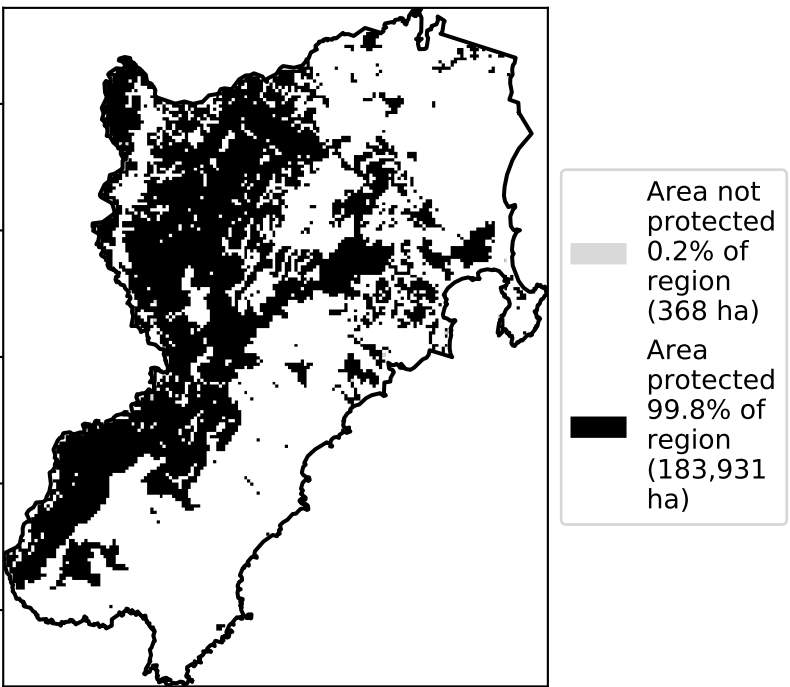 Area not
protected
0.2% of
region
(368 ha)
Area
protected
99.8% of
region
(183,931
ha)